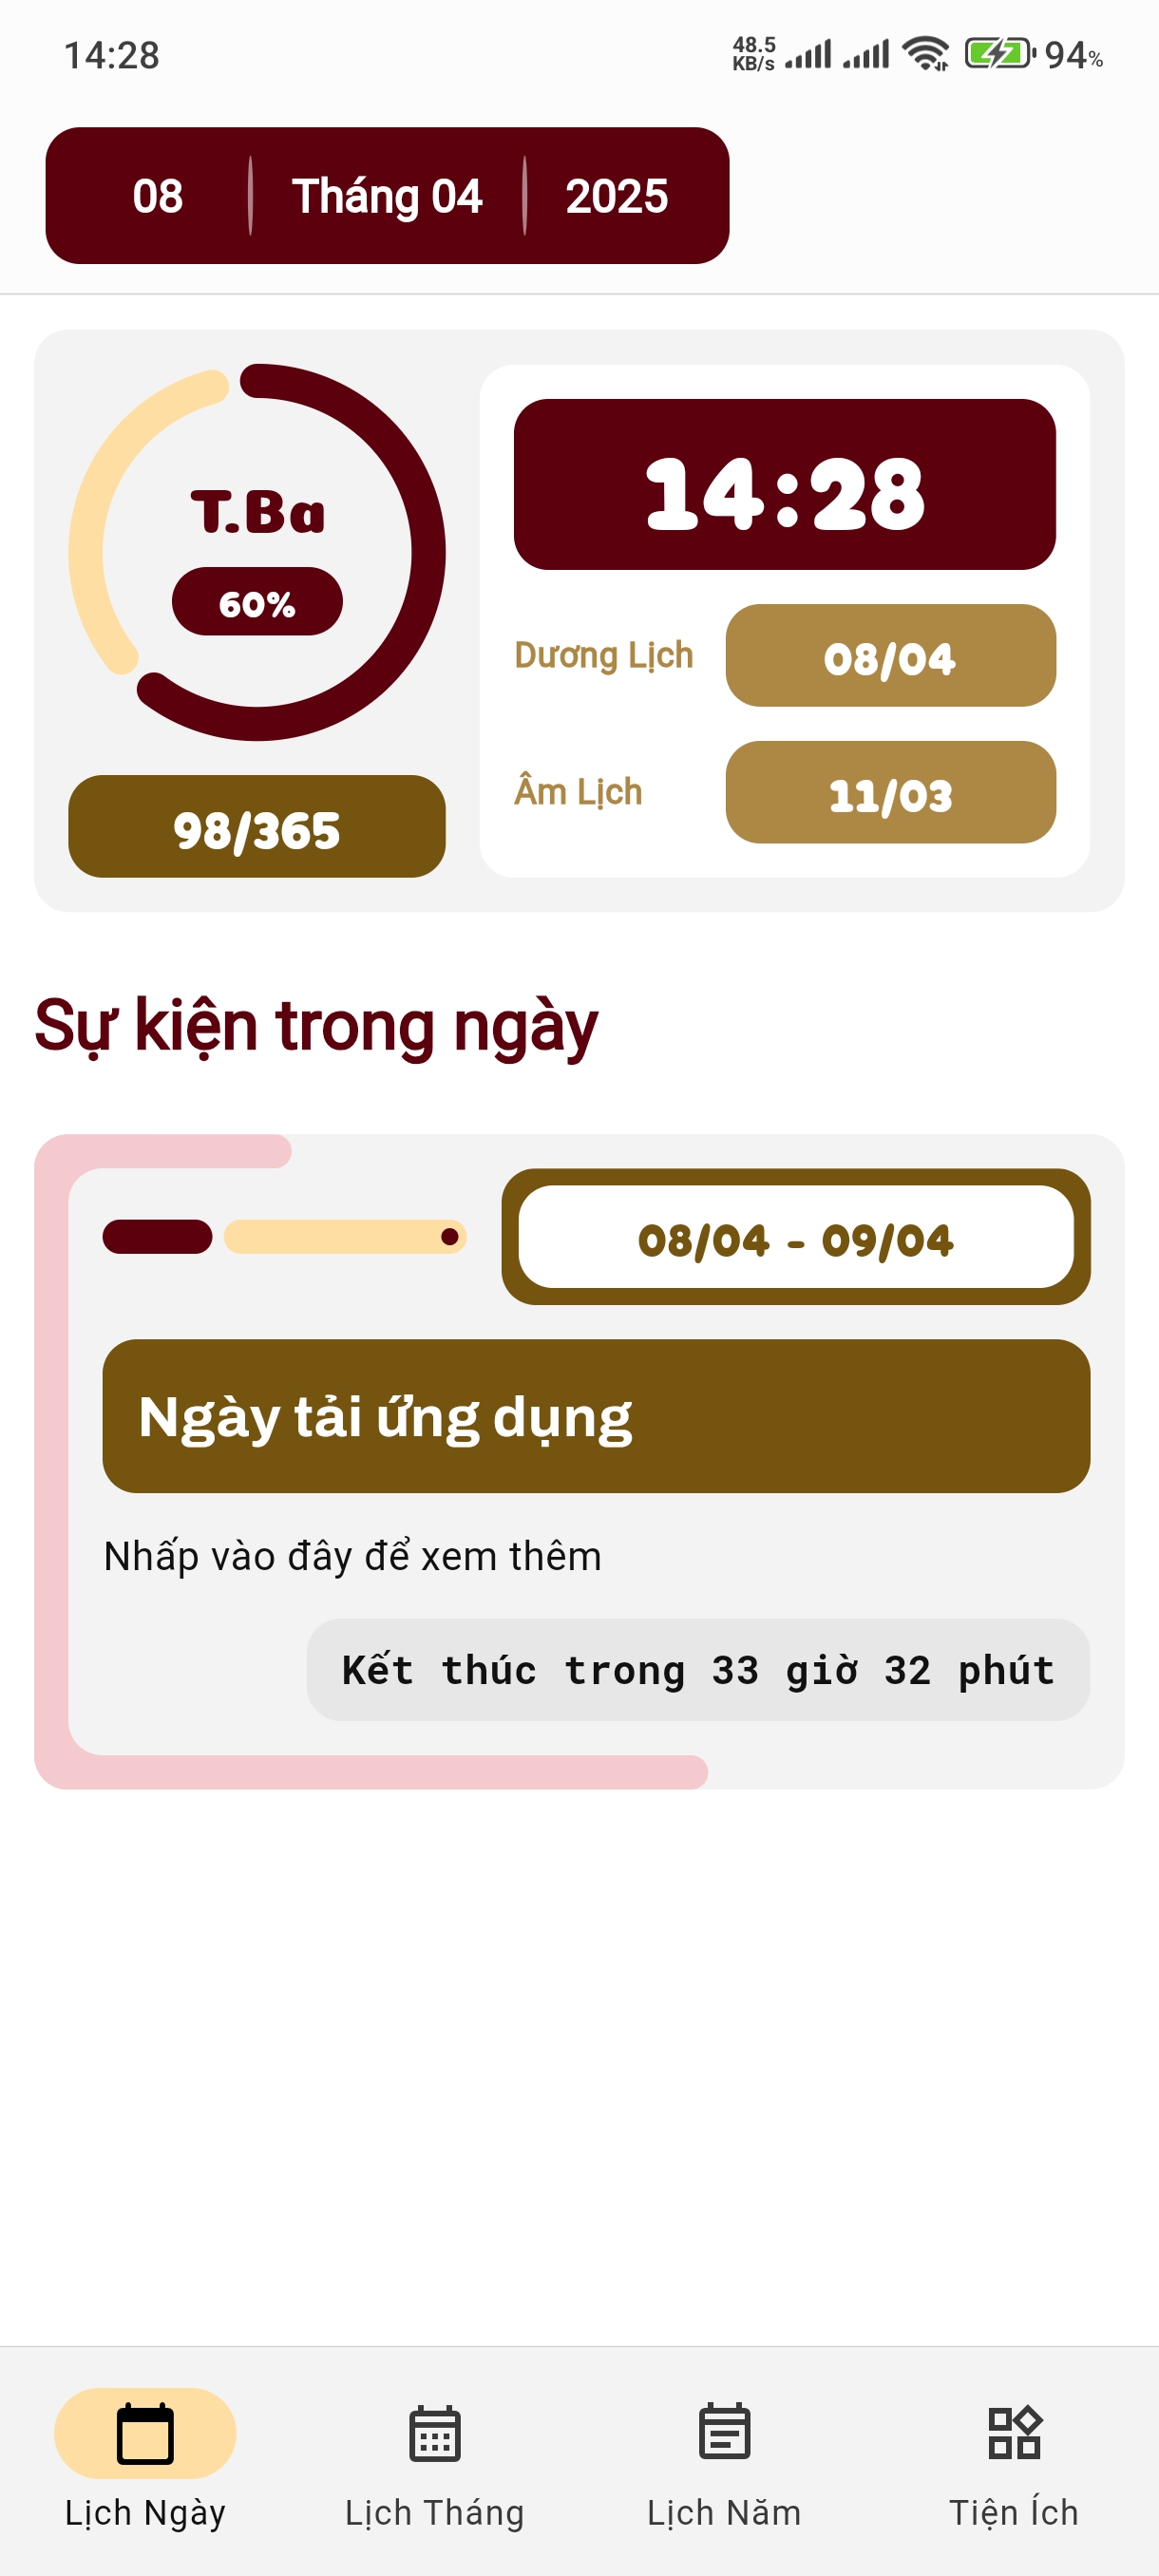 14:28
48.5
KB/s
94%
08
Tháng 04
2025
T.Ba
60%
98/365
14:28
Dương Lịch
08/04
Âm Lịch
11/03
Sự kiện trong ngày
08/04 - 09/04
Ngày tải ứng dụng
Nhấp vào đây để xem thêm
Kết thúc trong 33 giờ 32 phút
Lịch Ngày
Lịch Tháng
Lịch Năm
Tiện Ích